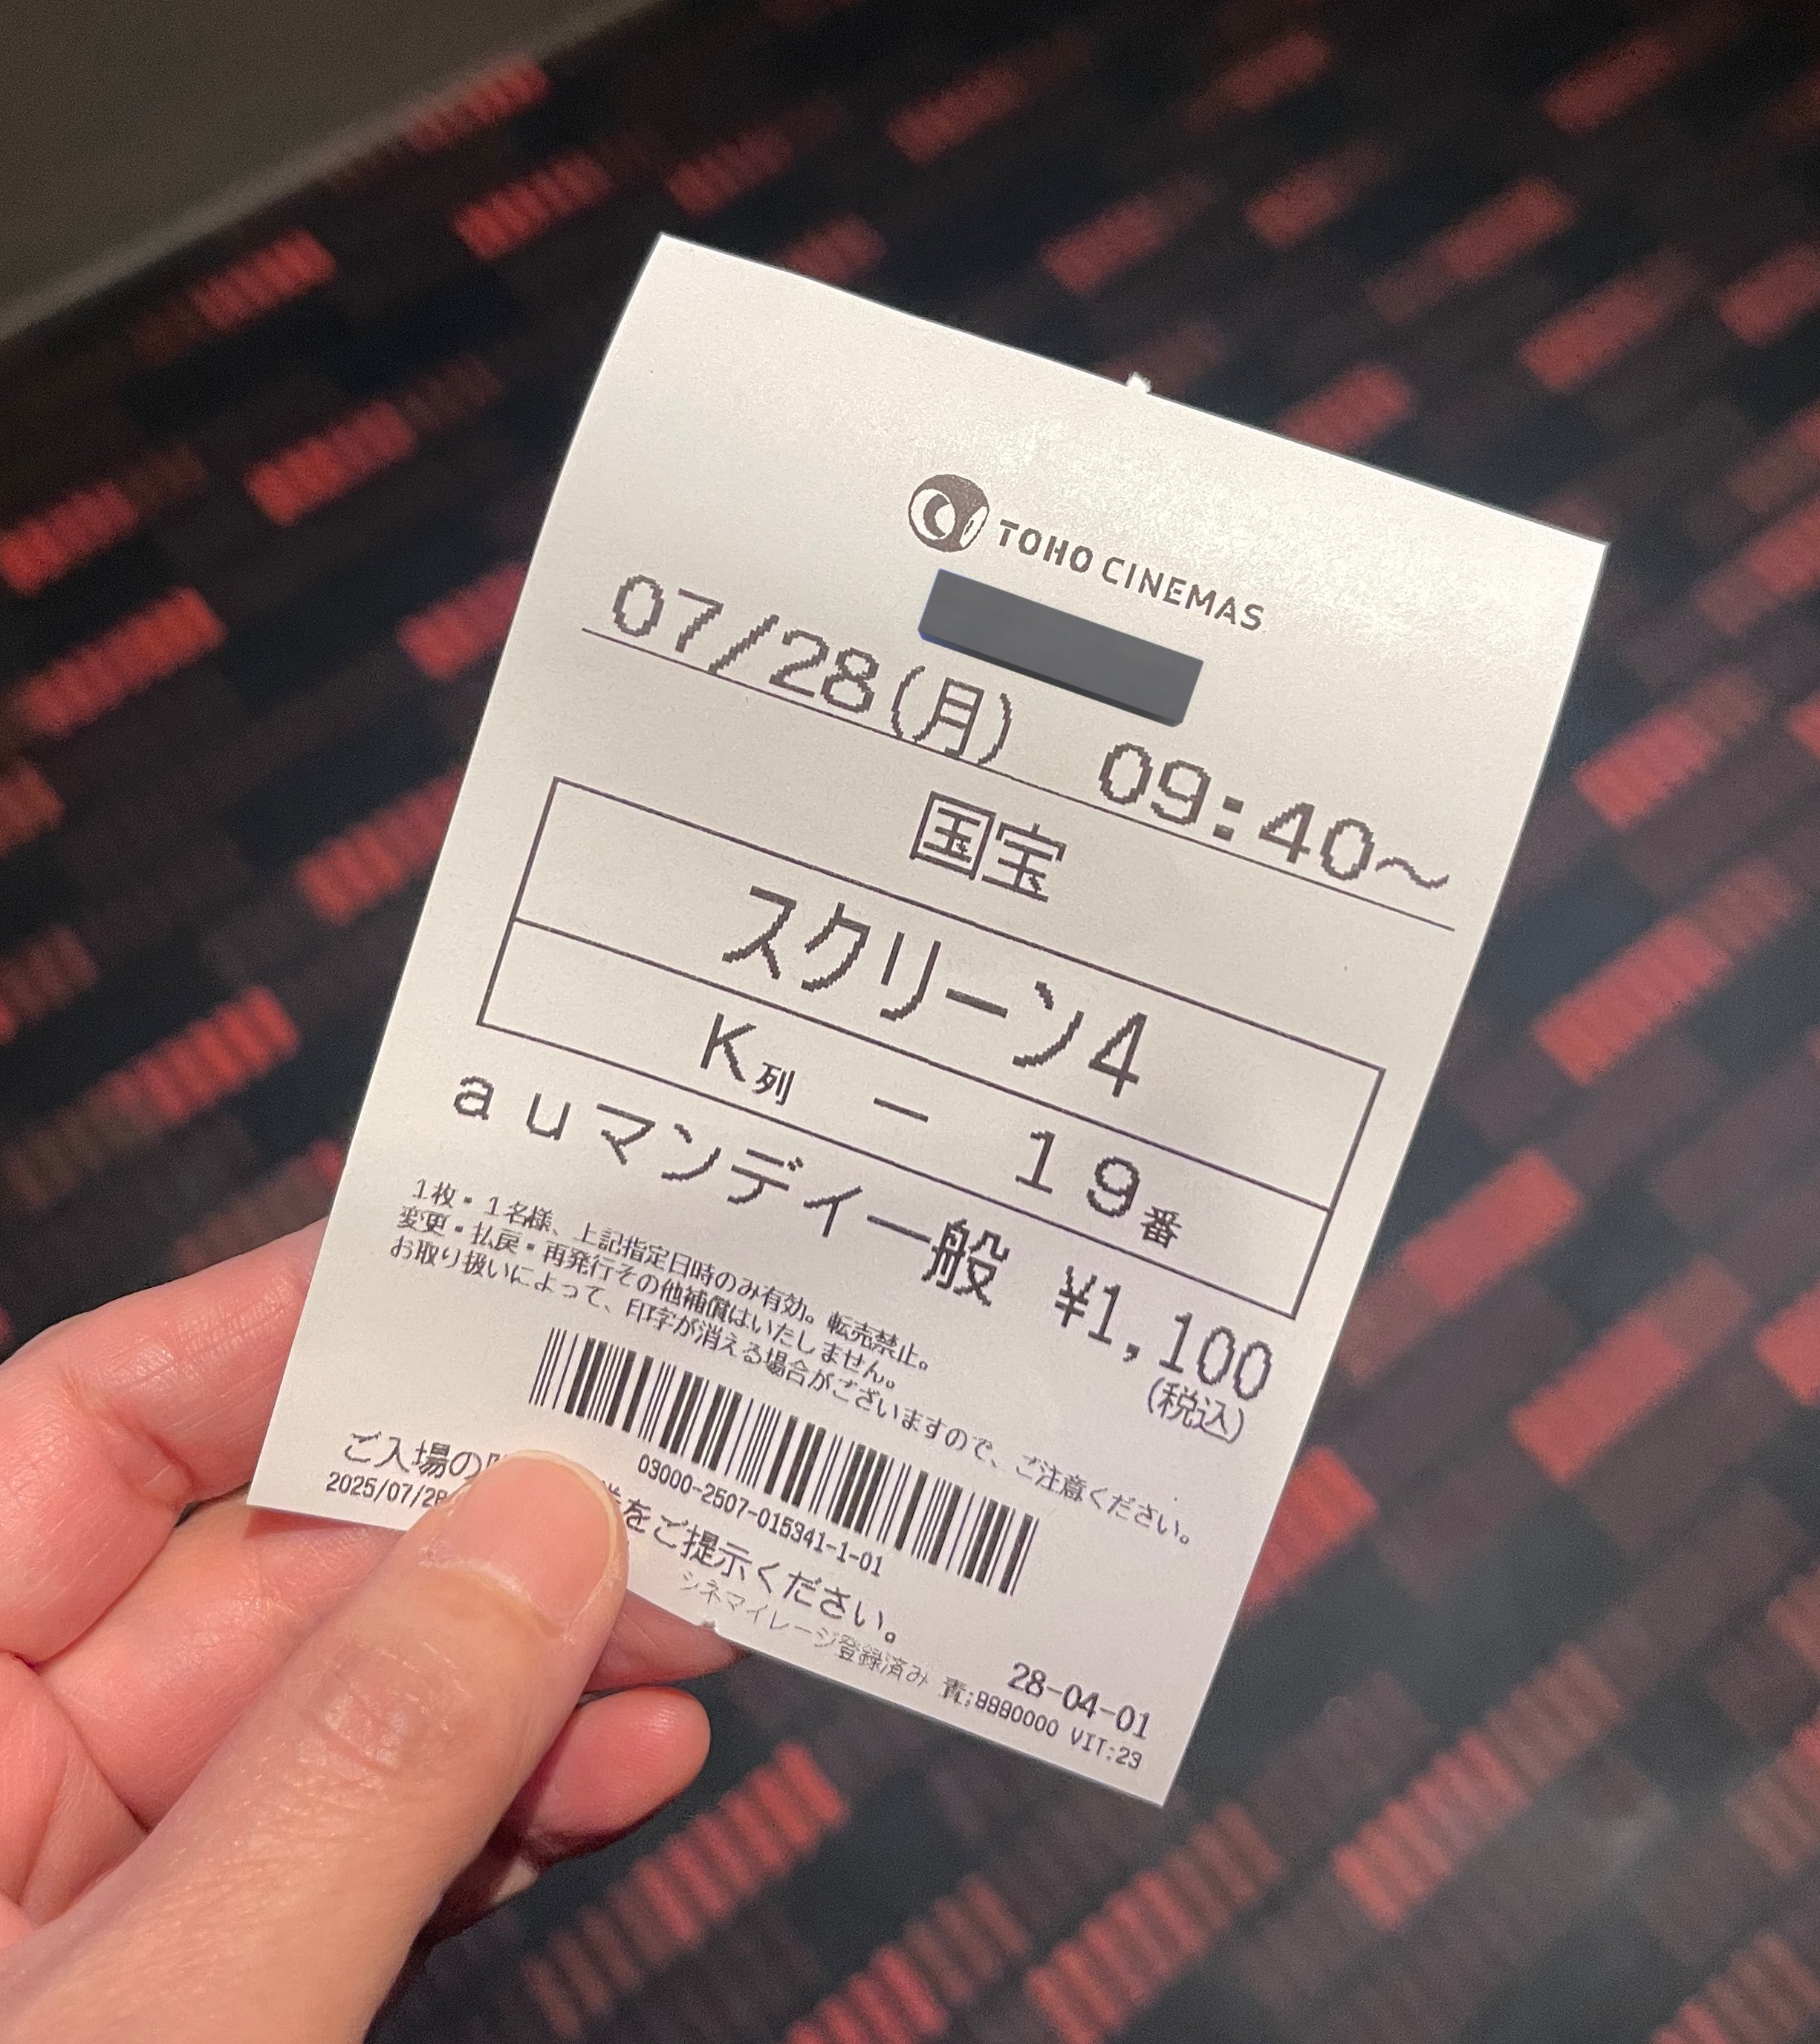 TOHO CINEMAS
07/28(月) 09:40～
国宝
スクリーン4
K列 － 19番
auマンディ一般 ¥1,100
(税込)
1枚・1名様、上記指定日時のみ有効。転売禁止。
変更・払戻・再発行その他補償はいたしません。
お取り扱いによって、印字が消える場合がございますので、ご注意ください。
03000-2507-015341-1-01
ご入場の をご提示ください。
2025/07/28
シネマイレージ登録済み
28-04-01
責:9990000 VIT:23